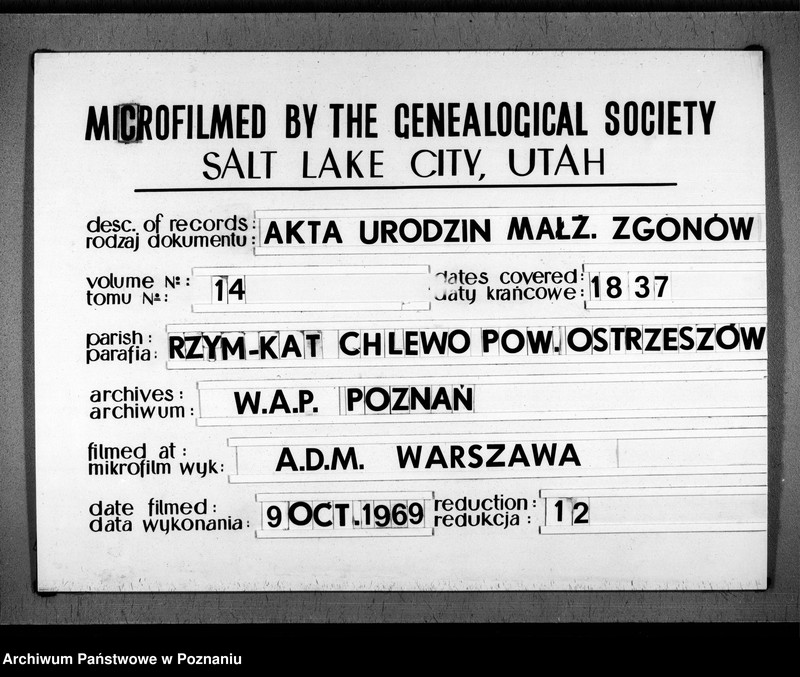 MICROFILMED BY THE GENEALOGICAL SOCIETY
SALT LAKE CITY, UTAH
desc. of records: AKTA URODZIN MAŁŻ. ZGONÓW
rodzaj dokumentu:
volume №: 14 dates covered: 18 37
tomu №: daty krańcowe:
parish: RZYM-KAT CHLEWO POW. OSTRZESZÓW
parafia:
archives: W.A.P. POZNAŃ
archiwum:
filmed at: A.D.M. WARSZAWA
mikrofilm wyk:
date filmed: 9 OCT. 1969 reduction: 12
data wykonania: redukcja:
Archiwum Państwowe w Poznaniu